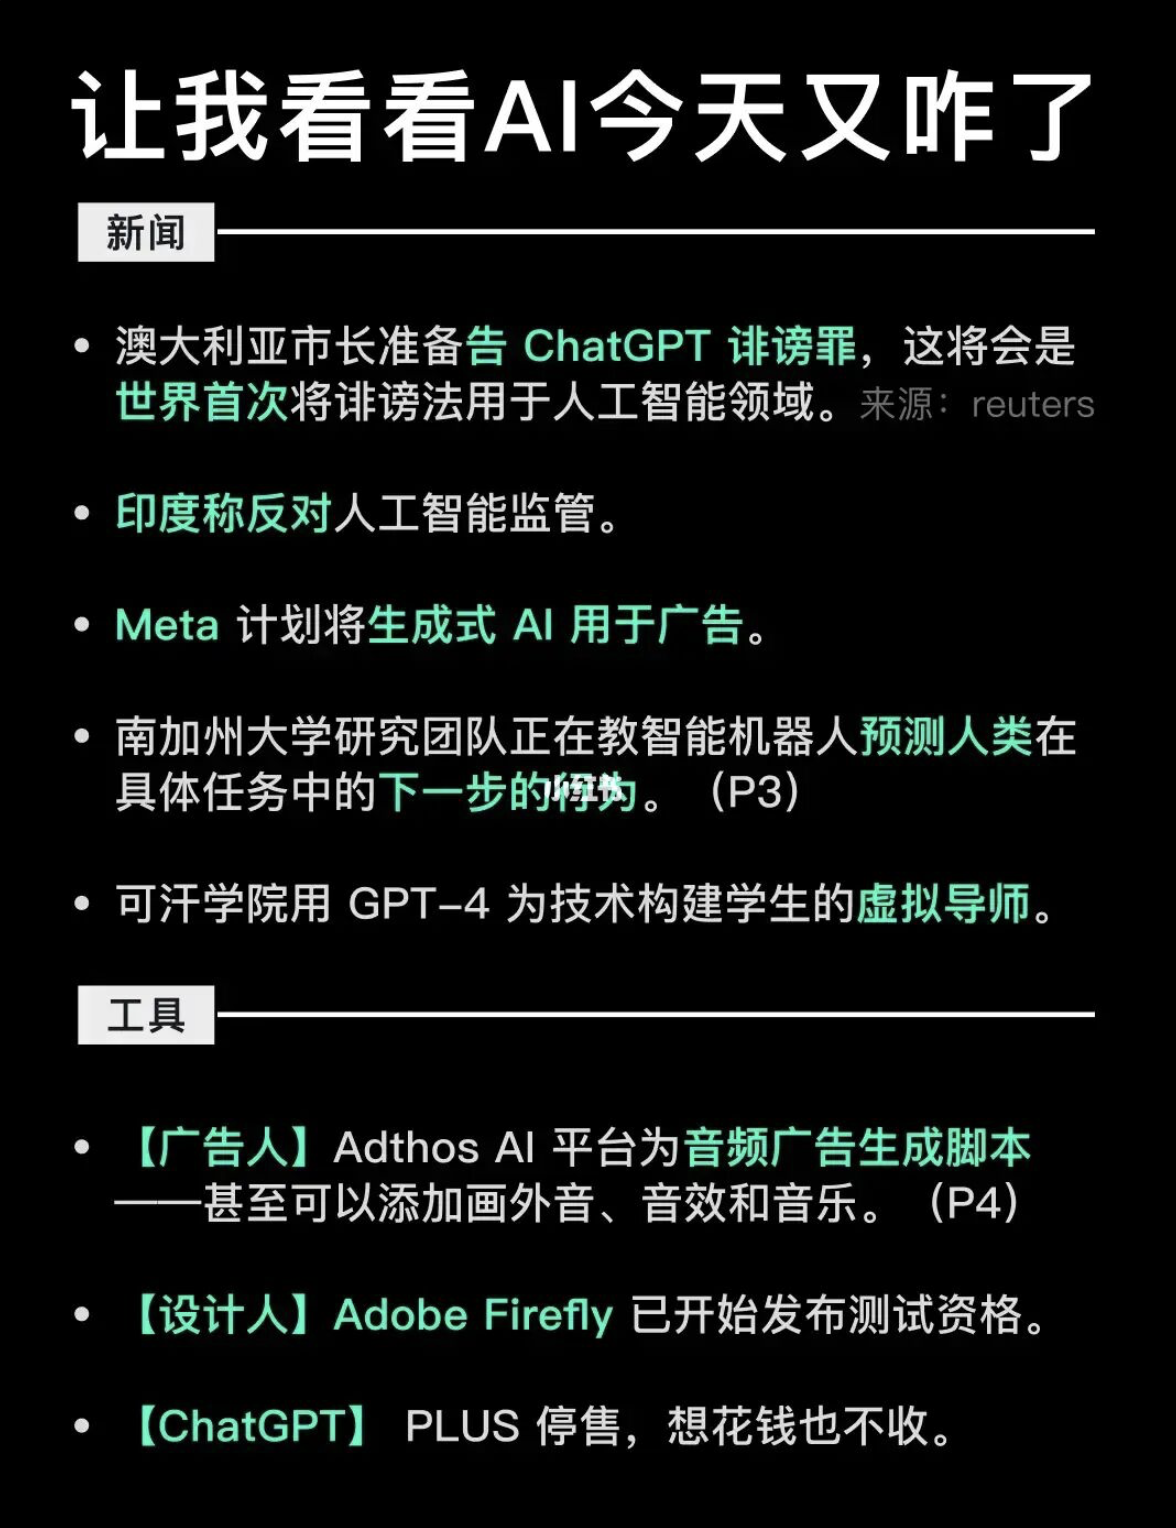 让我看看AI今天又咋了
新闻
• 澳大利亚市长准备告 ChatGPT 诽谤罪，这将会是
世界首次将诽谤法用于人工智能领域。来源：reuters
• 印度称反对人工智能监管。
• Meta 计划将生成式 AI 用于广告。
• 南加州大学研究团队正在教智能机器人预测人类在
具体任务中的下一步的行为。（P3）
小红书
• 可汗学院用 GPT-4 为技术构建学生的虚拟导师。
工具
• 【广告人】Adthos AI 平台为音频广告生成脚本
——甚至可以添加画外音、音效和音乐。（P4）
• 【设计人】Adobe Firefly 已开始发布测试资格。
• 【ChatGPT】 PLUS 停售，想花钱也不收。